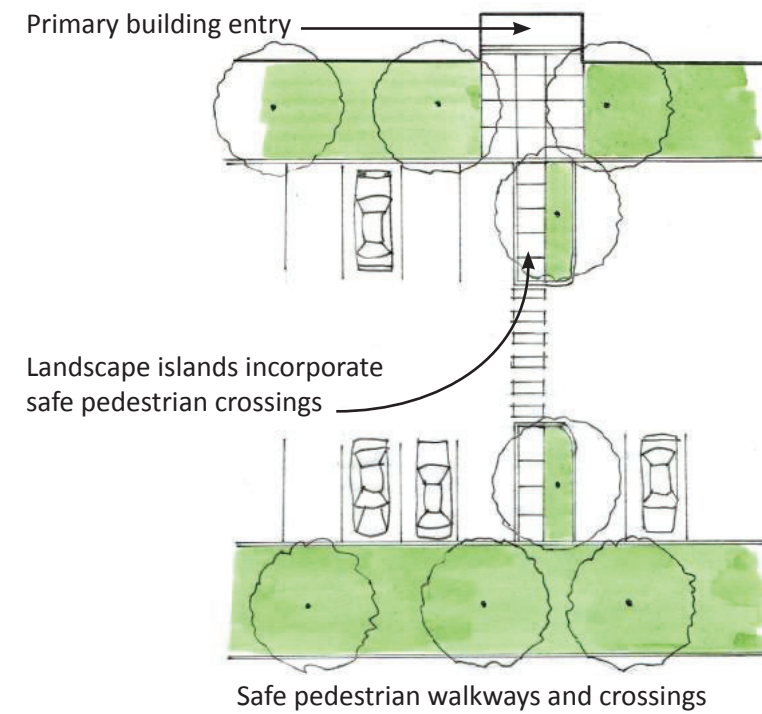 Primary building entry
Landscape islands incorporate
safe pedestrian crossings
Safe pedestrian walkways and crossings